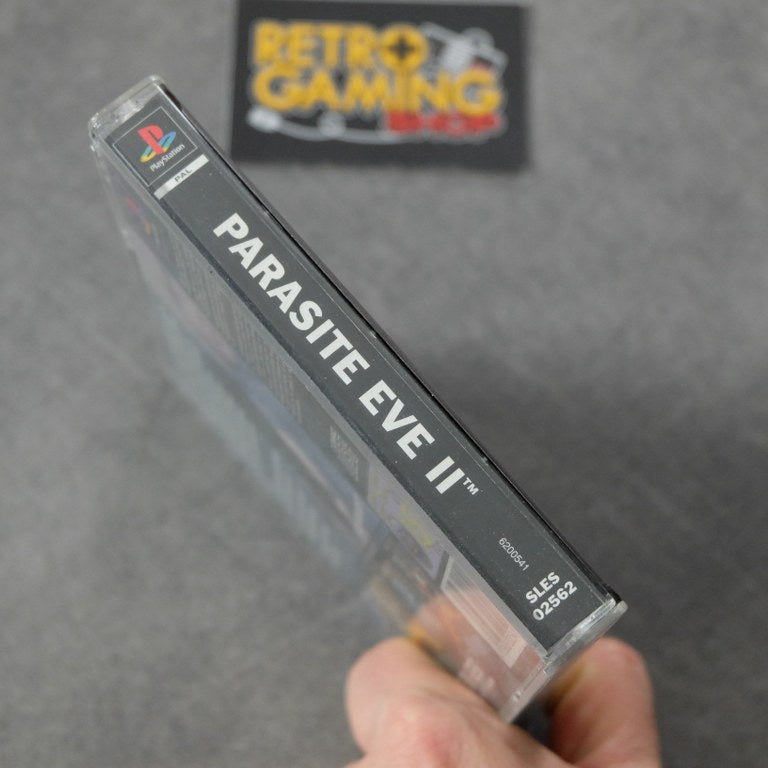 RETRO
GAMING
SHOP
PlayStation
PAL
PARASITE EVE II™
6200541
SLES
02562